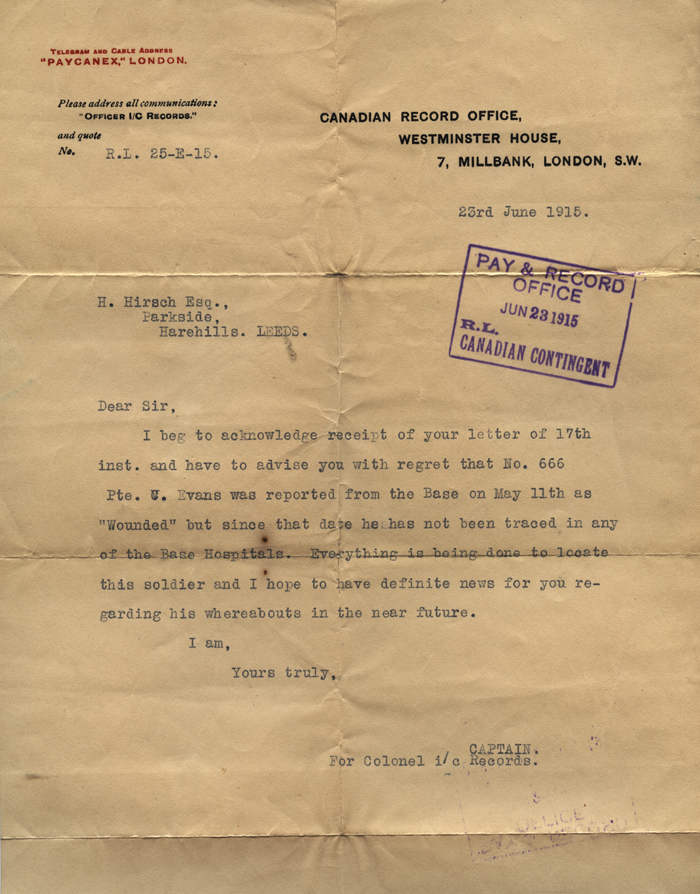 TELEGRAM AND CABLE ADDRESS
"PAYCANEX," LONDON.
Please address all communications:
"OFFICER I/C RECORDS."
and quote
No. R.L. 25-E-15.
CANADIAN RECORD OFFICE,
WESTMINSTER HOUSE,
7, MILLBANK, LONDON, S.W.
23rd June 1915.
PAY & RECORD
OFFICE
JUN 23 1915
R.L.
CANADIAN CONTINGENT
H. Hirsch Esq.,
Parkside,
Harehills. LEEDS.
Dear Sir,
I beg to acknowledge receipt of your letter of 17th
inst. and have to advise you with regret that No. 666
Pte. Evans was reported from the Base on May 11th as
"Wounded" but since that date he has not been traced in any
of the Base Hospitals. Everything is being done to locate
this soldier and I hope to have definite news for you re-
garding his whereabouts in the near future.
I am,
Yours truly,
CAPTAIN.
For Colonel i/c Records.
OFFICE